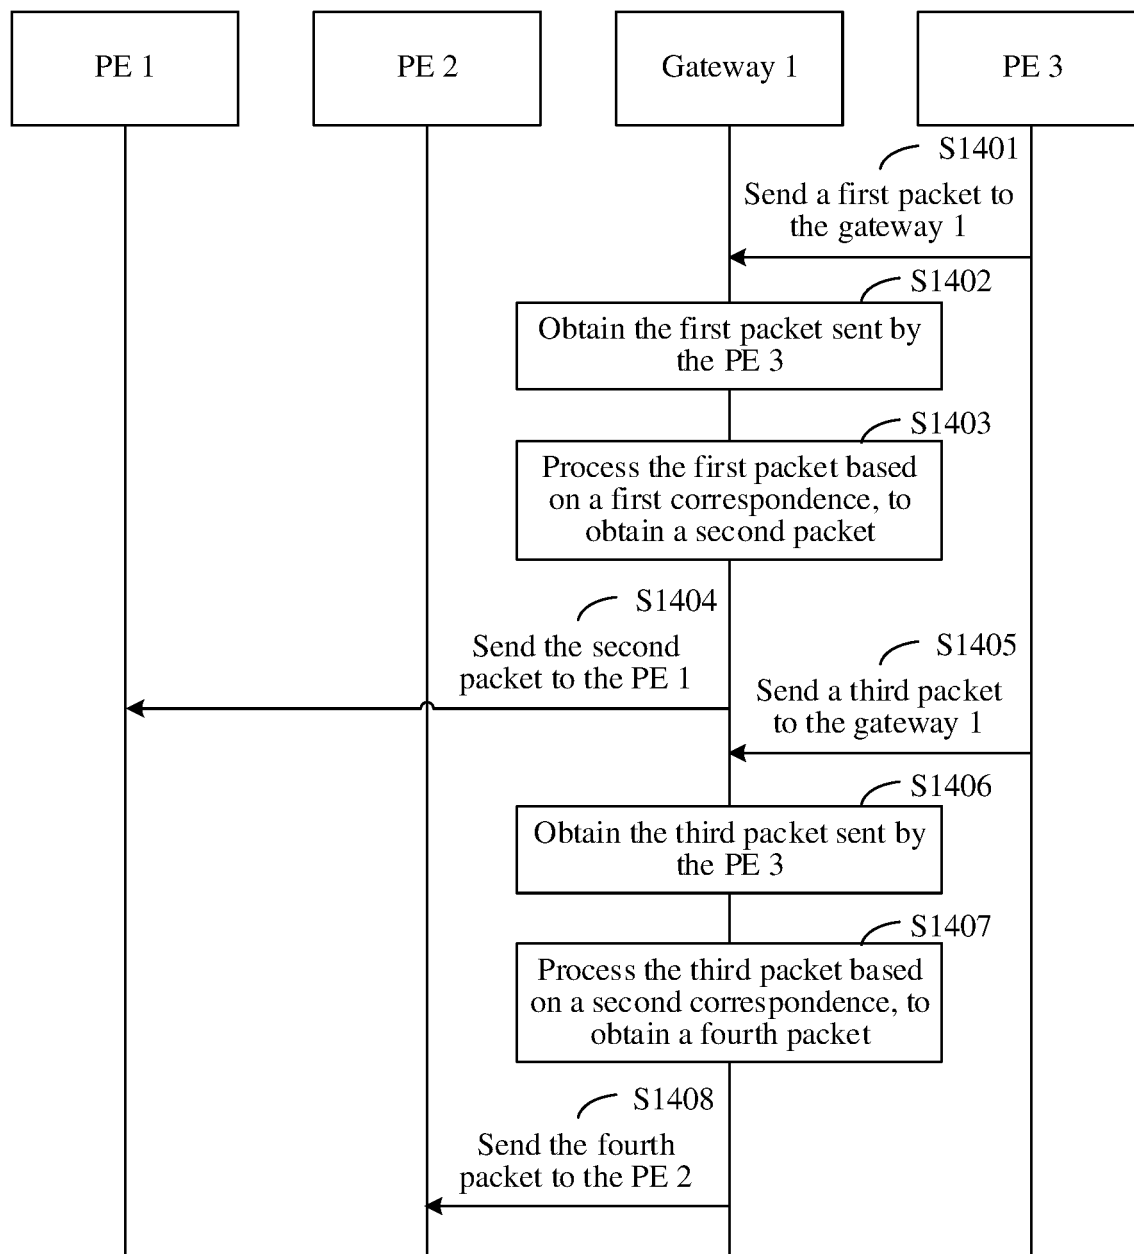 PE 1
PE 2
Gateway 1
PE 3
S1401
Send a first packet to
the gateway 1
S1402
Obtain the first packet sent by
the PE 3
S1403
Process the first packet based
on a first correspondence, to
obtain a second packet
S1404
Send the second
packet to the PE 1
S1405
Send a third packet
to the gateway 1
S1406
Obtain the third packet sent by
the PE 3
S1407
Process the third packet based
on a second correspondence, to
obtain a fourth packet
S1408
Send the fourth
packet to the PE 2